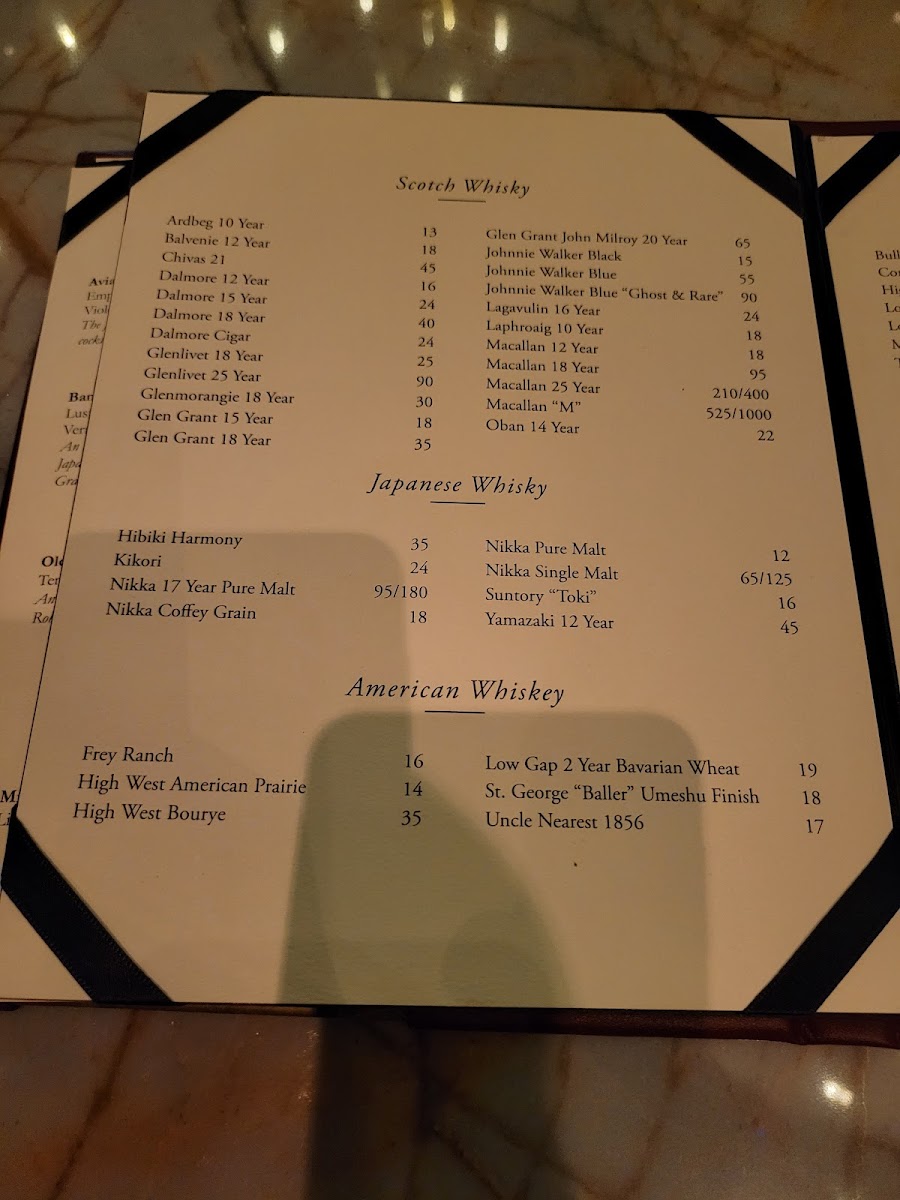 Scotch Whisky
Ardbeg 10 Year 13
Balvenie 12 Year 18
Chivas 21 45
Dalmore 12 Year 16
Dalmore 15 Year 24
Dalmore 18 Year 40
Dalmore Cigar 24
Glenlivet 18 Year 25
Glenlivet 25 Year 90
Glenmorangie 18 Year 30
Glen Grant 15 Year 18
Glen Grant 18 Year 35
Glen Grant John Milroy 20 Year 65
Johnnie Walker Black 15
Johnnie Walker Blue 55
Johnnie Walker Blue “Ghost & Rare” 90
Lagavulin 16 Year 24
Laphroaig 10 Year 18
Macallan 12 Year 18
Macallan 18 Year 95
Macallan 25 Year 210/400
Macallan “M” 525/1000
Oban 14 Year 22
Japanese Whisky
Hibiki Harmony 35
Kikori 24
Nikka 17 Year Pure Malt 95/180
Nikka Coffey Grain 18
Nikka Pure Malt 12
Nikka Single Malt 65/125
Suntory “Toki” 16
Yamazaki 12 Year 45
American Whiskey
Frey Ranch 16
High West American Prairie 14
High West Bourye 35
Low Gap 2 Year Bavarian Wheat 19
St. George “Baller” Umeshu Finish 18
Uncle Nearest 1856 17